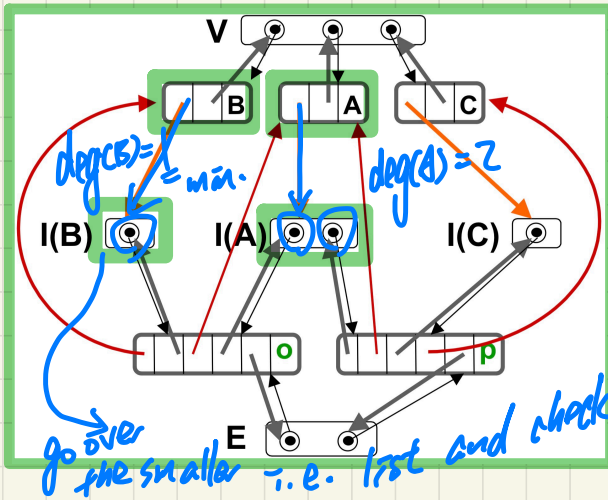 V
B A C
deg(B)=1
= min.
deg(A)=2
I(B) I(A) I(C)
o p
E
go over
the smaller i.e. list and check